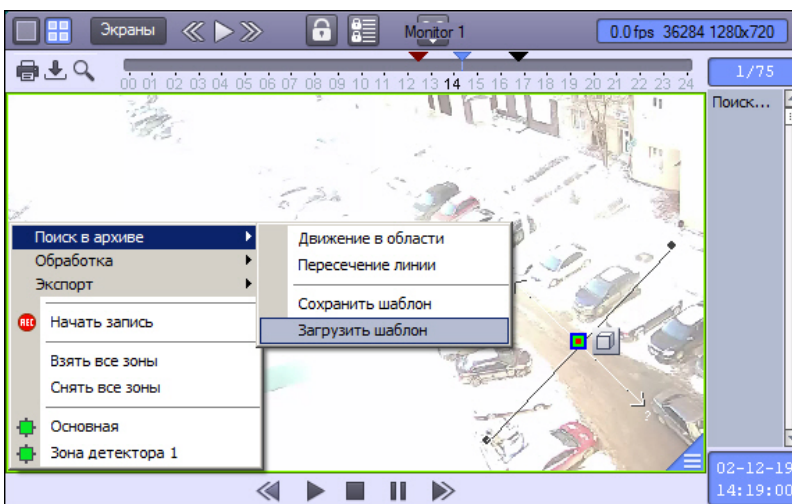 Экраны
Monitor 1
0.0 fps 36284 1280x720
00 01 02 03 04 05 06 07 08 09 10 11 12 13 14 15 16 17 18 19 20 21 22 23 24
1/75
Поиск...
Поиск в архиве
Обработка
Экспорт
REC Начать запись
Взять все зоны
Снять все зоны
Основная
Зона детектора 1
Движение в области
Пересечение линии
Сохранить шаблон
Загрузить шаблон
?
02-12-19
14:19:00